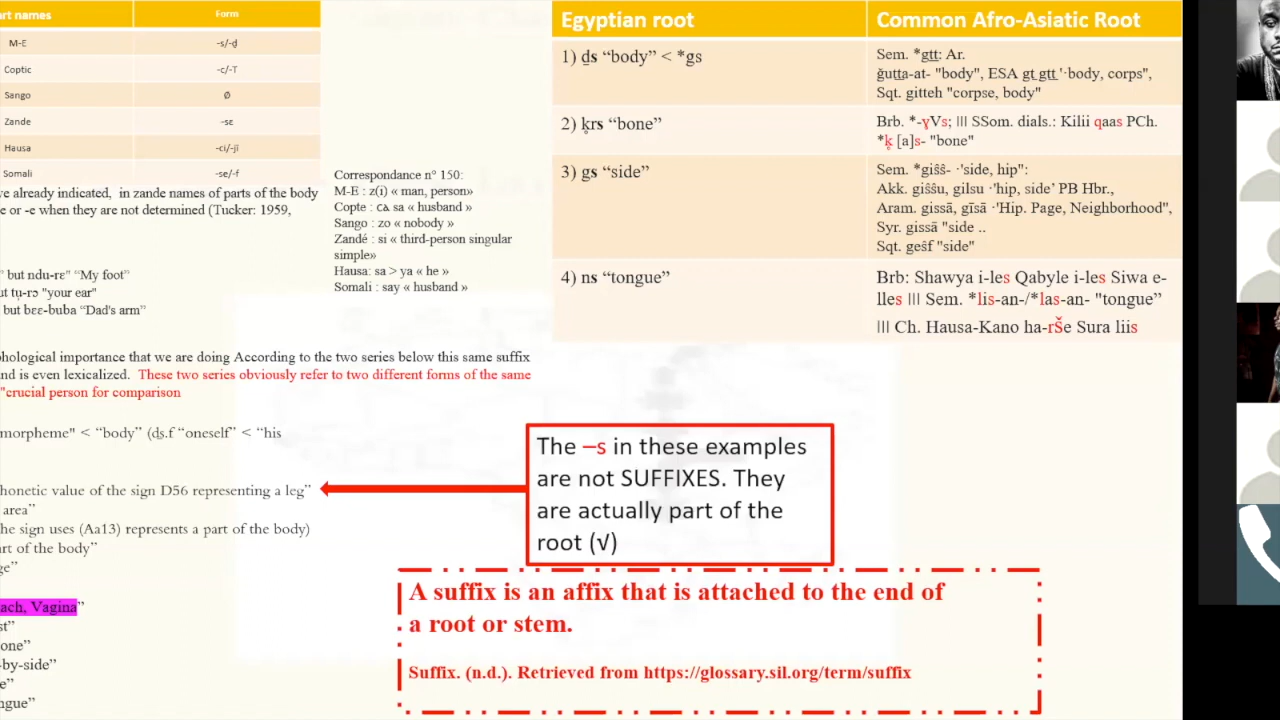 art names Form
M-E -s/-ḏ
Coptic -c/-T
Sango Ø
Zande -sɛ
Hausa -ci/-ji
Somali -se/-f
ve already indicated, in zande names of parts of the body
e or -e when they are not determined (Tucker: 1959,
" but ndu-rɛ" “My foot”
ut tụ-rɔ "your ear"
but bɛɛ-buba “Dad's arm”
phological importance that we are doing According to the two series below this same suffix
and is even lexicalized. These two series obviously refer to two different forms of the same
"crucial person for comparison
morpheme" < “body” (ḏs.f “oneself” < “his
honetic value of the sign D56 representing a leg”
area”
he sign uses (Aa13) represents a part of the body)
art of the body”
ge”
ach, Vagina”
st”
one”
-by-side”
e”
ngue”
Correspondance n° 150:
M-E : z(i) « man, person»
Copte : ca sa « husband »
Sango : zo « nobody »
Zandé : si « third-person singular
simple»
Hausa: sa > ya « he »
Somali : say « husband »
Egyptian root Common Afro-Asiatic Root
1) ḏs “body” < *gs
Sem. *gṯṯ: Ar.
ǧuṯṯa-at- "body", ESA gṯ gṯṯ '·body, corps",
Sqt. gitteh "corpse, body"
2) ḳrs “bone”
Brb. *-ɣVs; ||| SSom. dials.: Kilii qaas PCh.
*ḳ [a]s- "bone"
3) gs “side”
Sem. *giŝŝ- ·'side, hip":
Akk. giŝŝu, gilsu ·'hip, side’ PB Hbr.,
Aram. gissā, gīsā ·'Hip. Page, Neighborhood",
Syr. gissā "side ..
Sqt. geŝf "side"
4) ns “tongue”
Brb: Shawya i-les Qabyle i-les Siwa e-
lles ||| Sem. *lis-an-/*las-an- "tongue”
||| Ch. Hausa-Kano ha-rŠe Sura liis
The –s in these examples
are not SUFFIXES. They
are actually part of the
root (√)
A suffix is an affix that is attached to the end of
a root or stem.
Suffix. (n.d.). Retrieved from https://glossary.sil.org/term/suffix